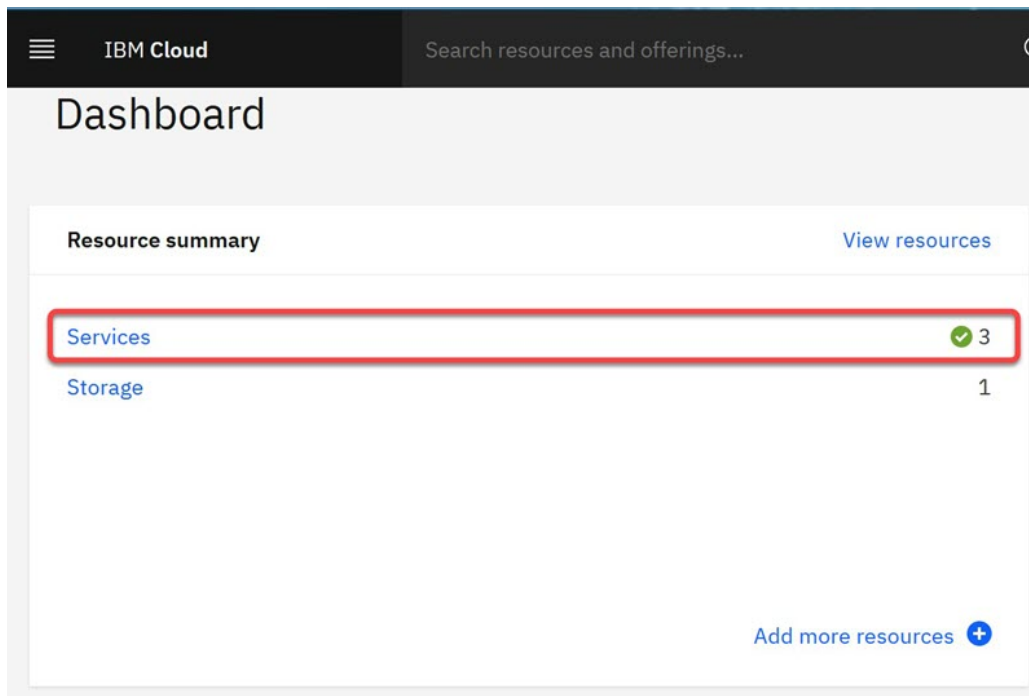 IBM Cloud Search resources and offerings...
Dashboard
Resource summary View resources
Services 3
Storage 1
Add more resources